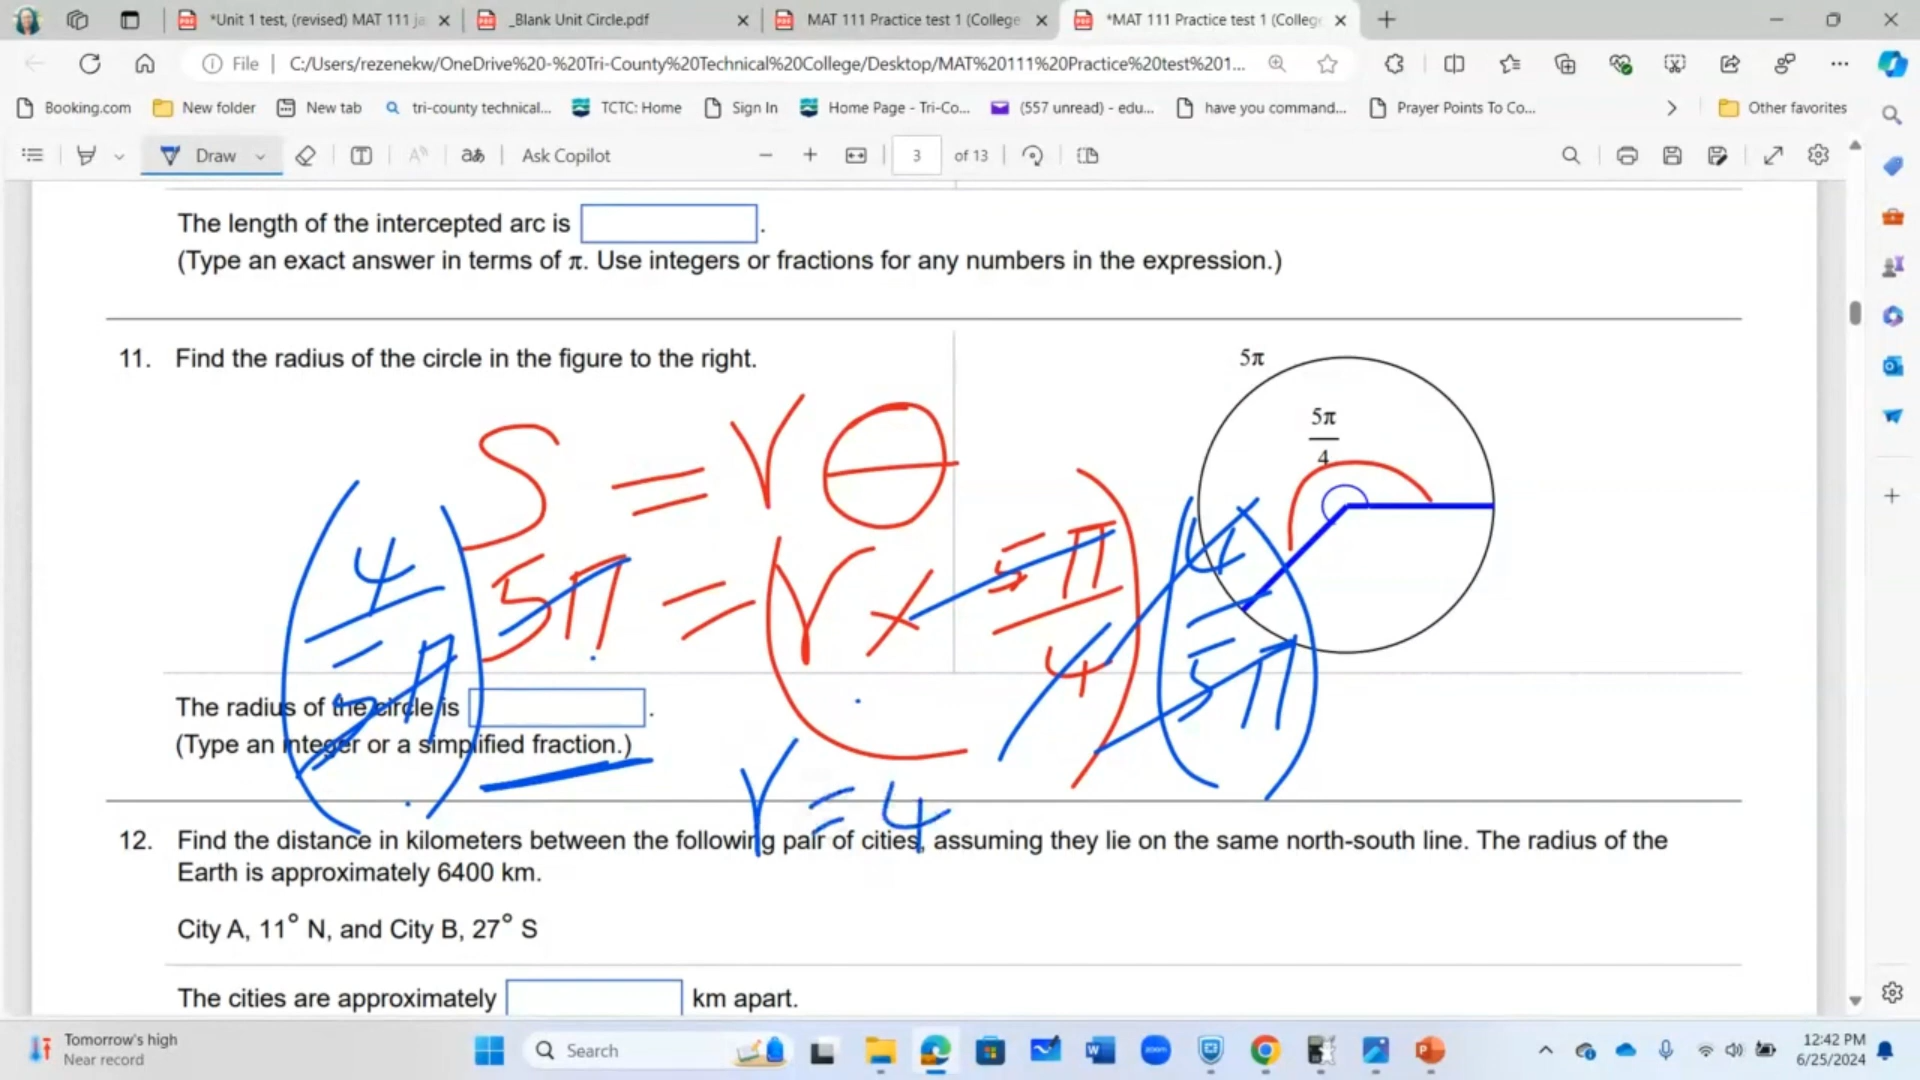 *Unit 1 test, (revised) MAT 111 ja
_Blank Unit Circle.pdf
MAT 111 Practice test 1 (College
*MAT 111 Practice test 1 (Colleg
File
C:/Users/rezenekw/OneDrive%20-%20Tri-County%20Technical%20College/Desktop/MAT%20111%20Practice%20test%201...
Booking.com
New folder
New tab
tri-county technical...
TCTC: Home
Sign In
Home Page - Tri-Co...
(557 unread) - edu...
have you command...
Prayer Points To Co...
Other favorites
Draw
Ask Copilot
3 of 13
The length of the intercepted arc is .
(Type an exact answer in terms of π. Use integers or fractions for any numbers in the expression.)
11. Find the radius of the circle in the figure to the right.
5π
5π/4
S = rθ
(4/5π) 5π = (r × 5π/4) (4/5π)
The radius of the circle is .
(Type an integer or a simplified fraction.)
r = 4
12. Find the distance in kilometers between the following pair of cities, assuming they lie on the same north-south line. The radius of the
Earth is approximately 6400 km.
City A, 11° N, and City B, 27° S
The cities are approximately km apart.
Tomorrow's high
Near record
Search
12:42 PM
6/25/2024